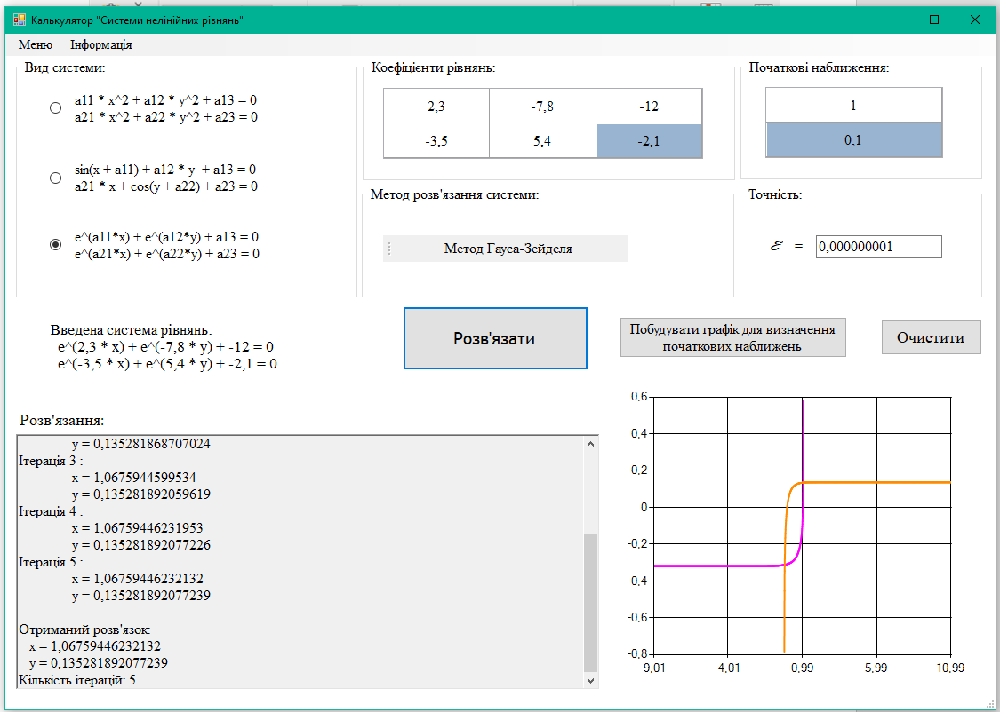 Калькулятор "Системи нелінійних рівнянь"
Меню Інформація
Вид системи:
a11 * x^2 + a12 * y^2 + a13 = 0
a21 * x^2 + a22 * y^2 + a23 = 0
sin(x + a11) + a12 * y + a13 = 0
a21 * x + cos(y + a22) + a23 = 0
e^(a11*x) + e^(a12*y) + a13 = 0
e^(a21*x) + e^(a22*y) + a23 = 0
Коефіцієнти рівнянь:
2,3 -7,8 -12
-3,5 5,4 -2,1
Початкові наближення:
1
0,1
Метод розв'язання системи:
Метод Гауса-Зейделя
Точність:
ℰ = 0,000000001
Введена система рівнянь:
e^(2,3 * x) + e^(-7,8 * y) + -12 = 0
e^(-3,5 * x) + e^(5,4 * y) + -2,1 = 0
Розв'язати
Побудувати графік для визначення
початкових наближень
Очистити
Розв'язання:
y = 0,135281868707024
Ітерація 3 :
x = 1,0675944599534
y = 0,135281892059619
Ітерація 4 :
x = 1,06759446231953
y = 0,135281892077226
Ітерація 5 :
x = 1,06759446232132
y = 0,135281892077239
Отриманий розв'язок:
x = 1,06759446232132
y = 0,135281892077239
Кількість ітерацій: 5
0,6
0,4
0,2
0
-0,2
-0,4
-0,6
-0,8
-9,01 -4,01 0,99 5,99 10,99